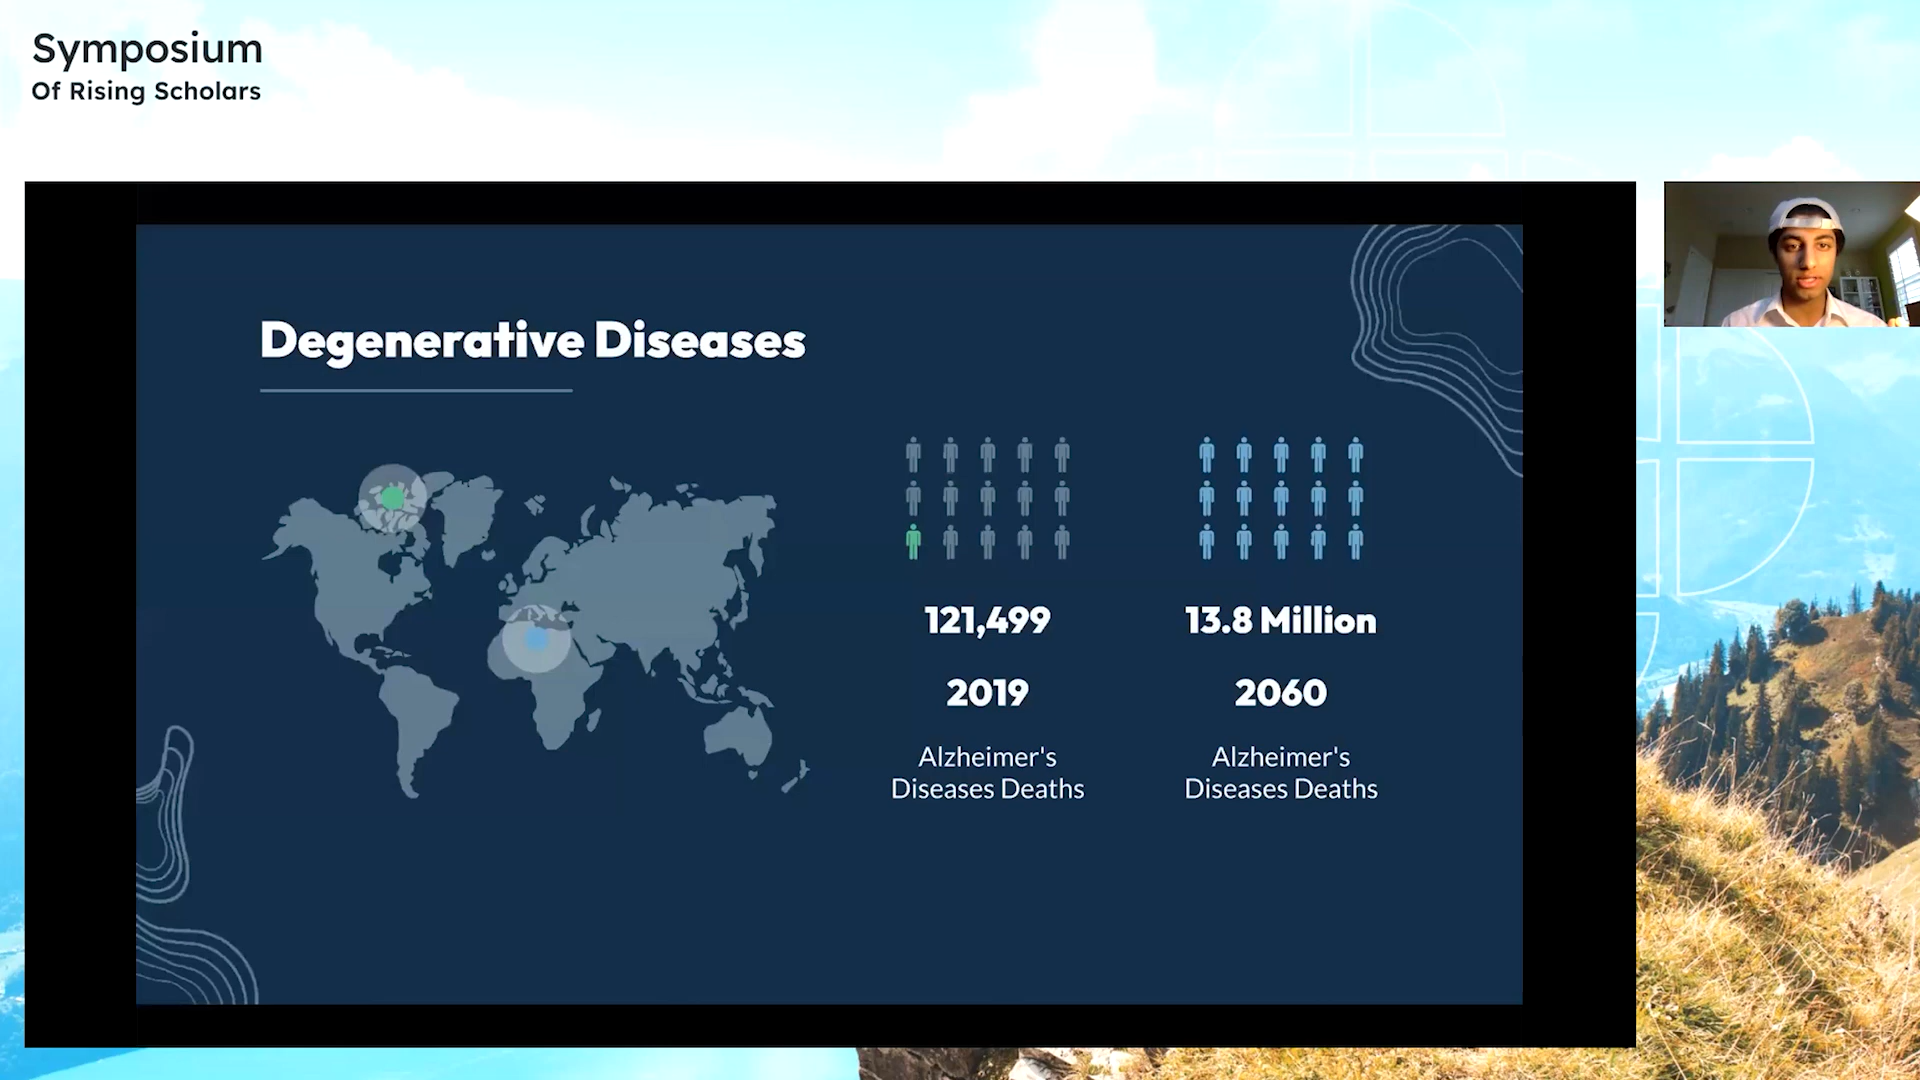 Symposium
Of Rising Scholars
Degenerative Diseases
121,499
2019
Alzheimer's
Diseases Deaths
13.8 Million
2060
Alzheimer's
Diseases Deaths